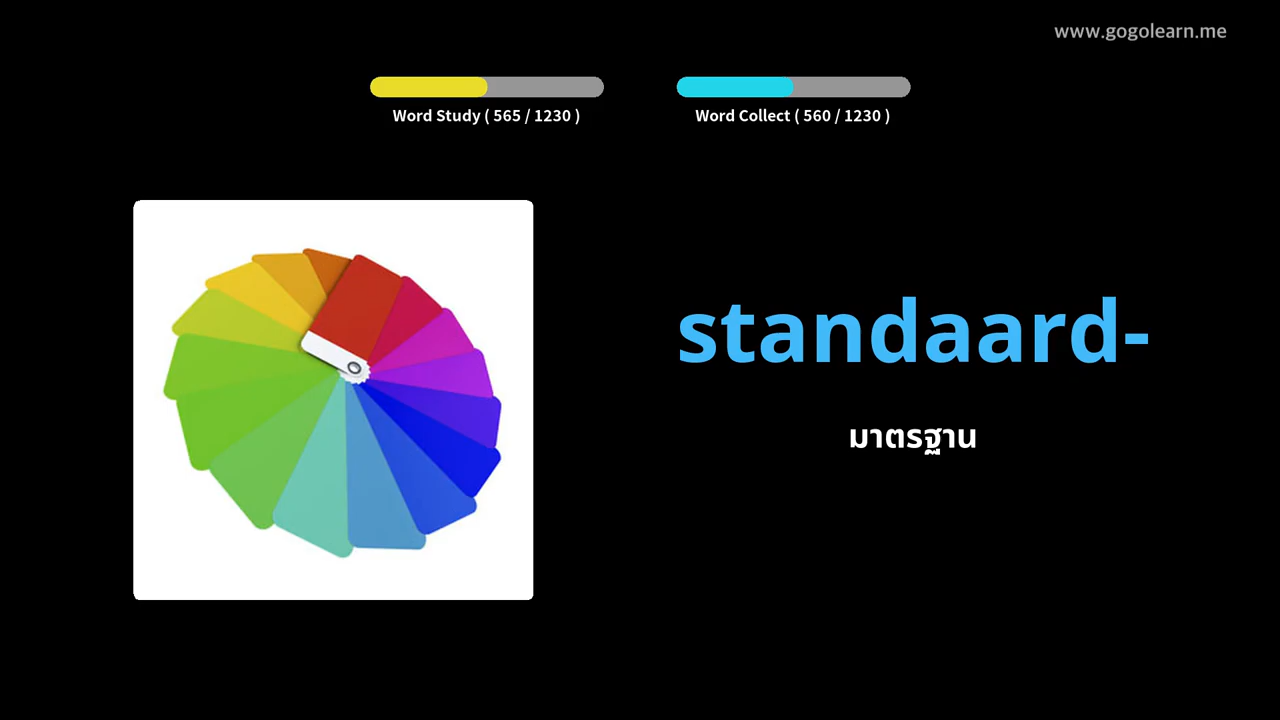 www.gogolearn.me
Word Study ( 565 / 1230 )
Word Collect ( 560 / 1230 )
standaard-
มาตรฐาน